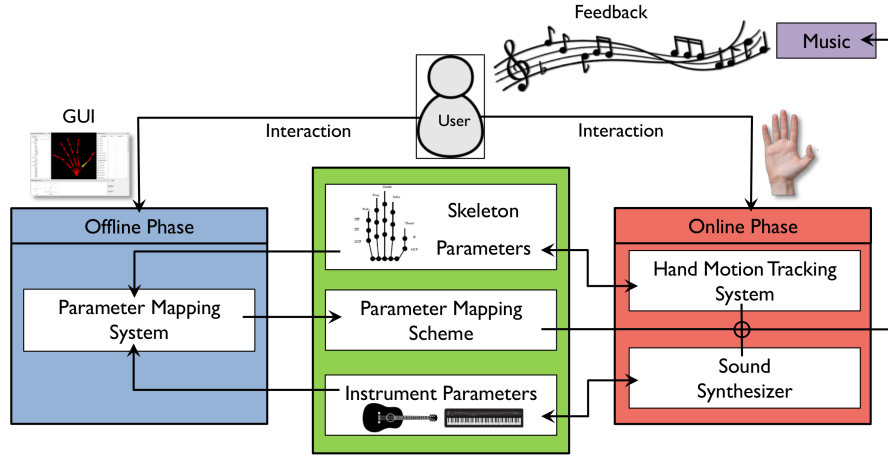 Feedback
Music
GUI
User
Interaction
Interaction
Offline Phase
Parameter Mapping
System
Skeleton
Parameters
Parameter Mapping
Scheme
Instrument Parameters
Online Phase
Hand Motion Tracking
System
Sound
Synthesizer